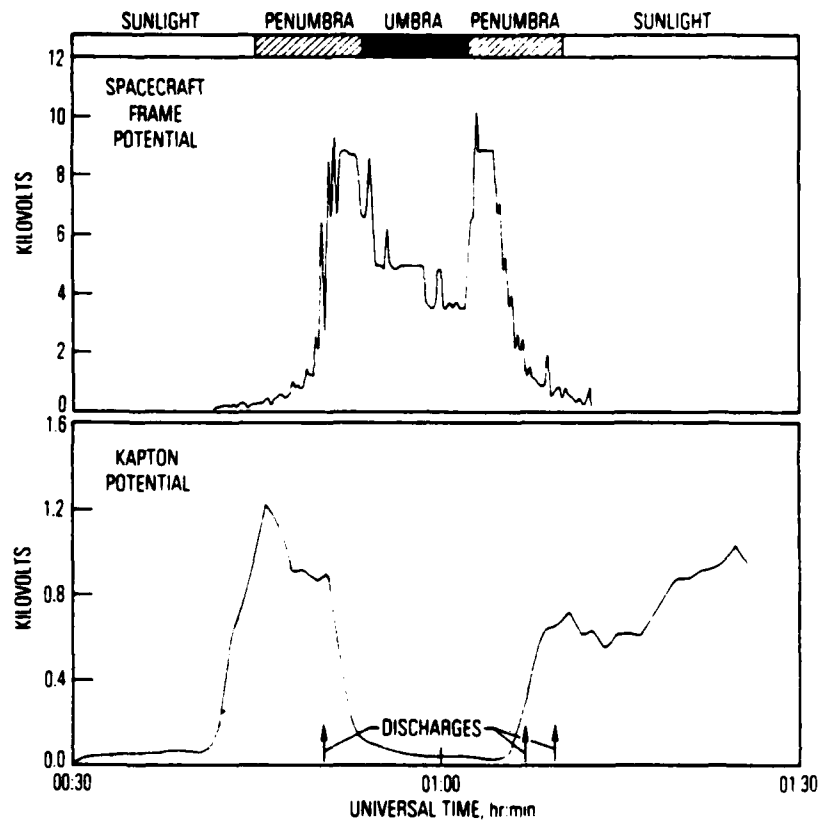 SUNLIGHT PENUMBRA UMBRA PENUMBRA SUNLIGHT
12
SPACECRAFT
FRAME
POTENTIAL
10
8
6
4
2
0
KILOVOLTS
1.6
KAPTON
POTENTIAL
1.2
0.8
0.4
0.0
KILOVOLTS
DISCHARGES
00:30 01:00 01:30
UNIVERSAL TIME, hr:min